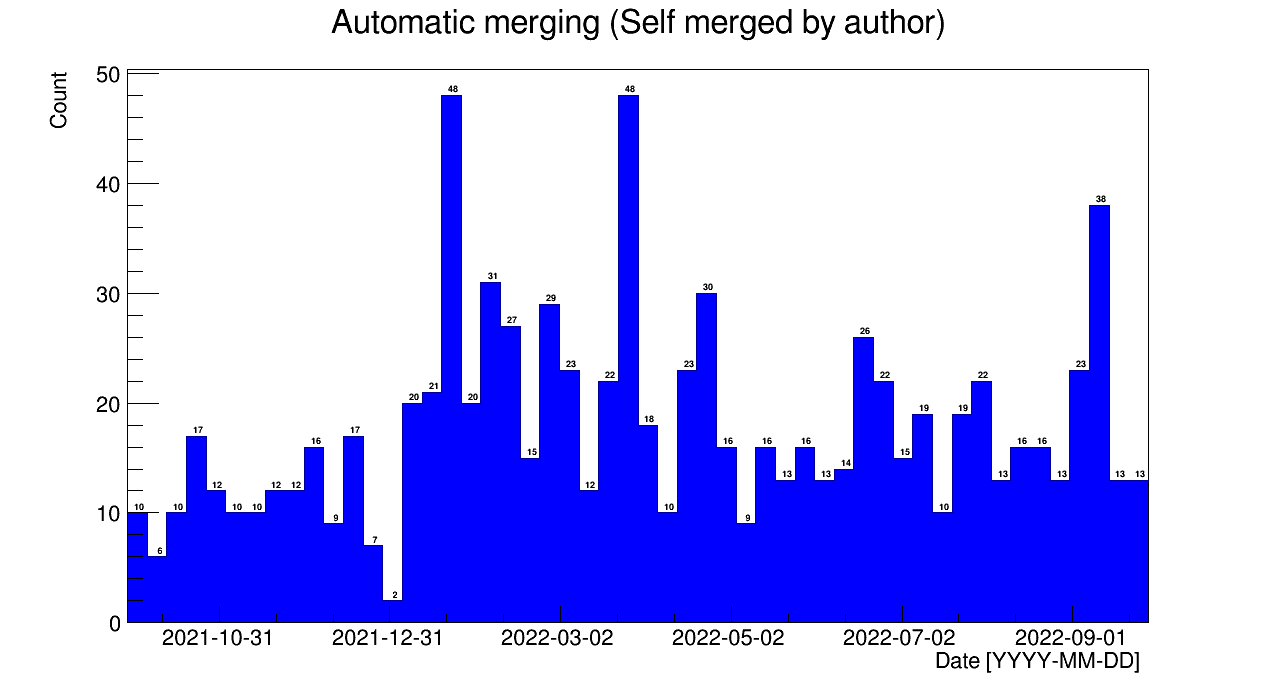 Automatic merging (Self merged by author)
Count
50
40
30
20
10
0
10 6 10 17 12 10 10 12 12 16 9 17 7 2 20 21 48 20 31 27 15 29 23 12 22 48 18 10 23 30 16 9 16 13 16 13 14 26 22 15 19 10 19 22 13 16 16 13 23 38 13 13
2021-10-31 2021-12-31 2022-03-02 2022-05-02 2022-07-02 2022-09-01
Date [YYYY-MM-DD]